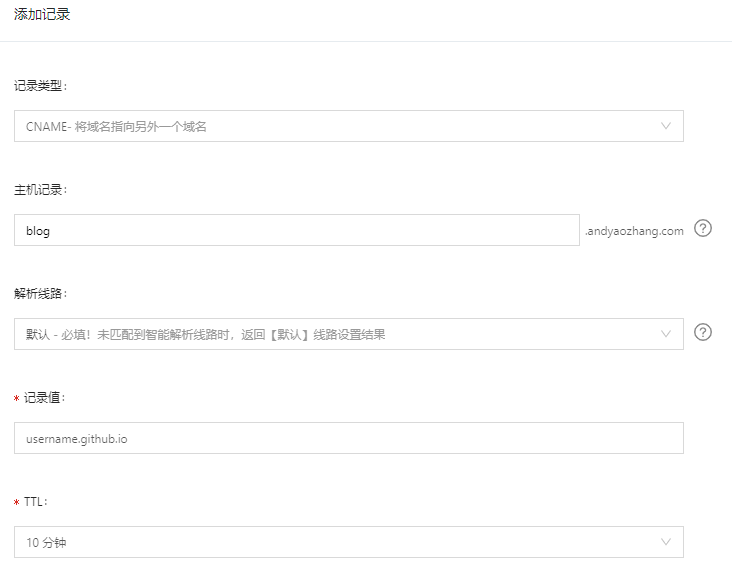 添加记录
记录类型：
CNAME- 将域名指向另外一个域名
主机记录：
blog .andyaozhang.com ?
解析线路：
默认 - 必填！未匹配到智能解析线路时，返回【默认】线路设置结果 ?
* 记录值：
username.github.io
* TTL：
10 分钟